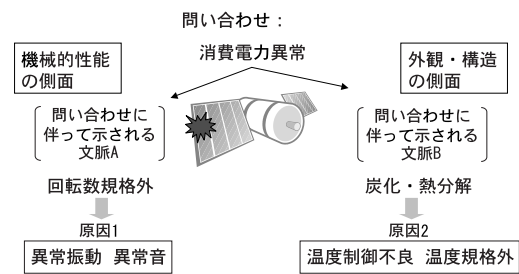 問い合わせ：
消費電力異常
機械的性能
の側面
外観・構造
の側面
問い合わせに
伴って示される
文脈A
問い合わせに
伴って示される
文脈B
回転数規格外
炭化・熱分解
原因1
原因2
異常振動 異常音
温度制御不良 温度規格外